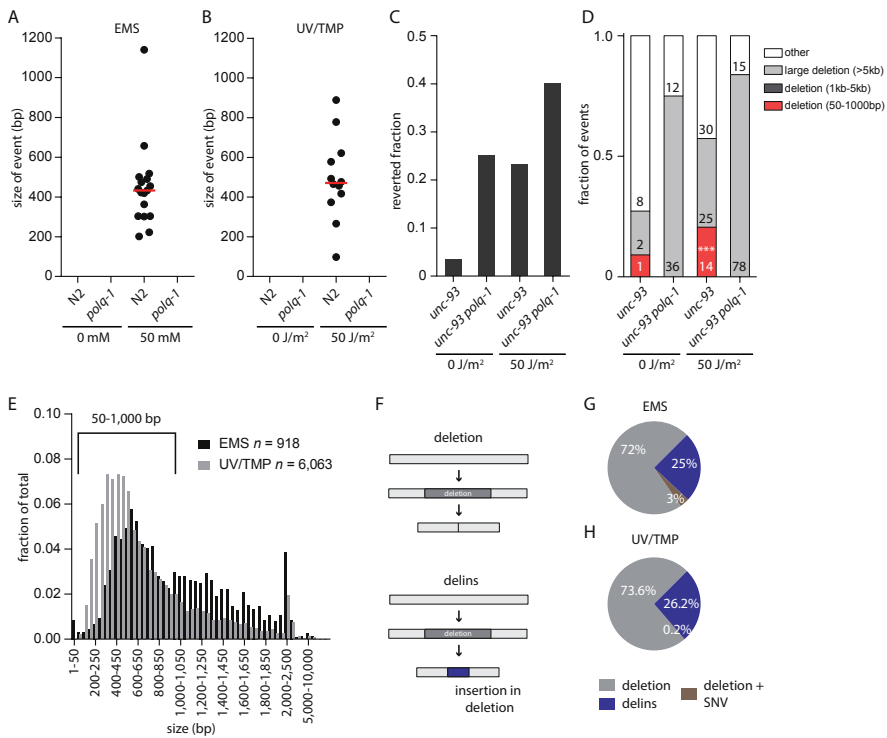 A
EMS
size of event (bp)
1200
1000
800
600
400
200
0
N2
polq-1
N2
polq-1
0 mM
50 mM
B
UV/TMP
size of event (bp)
1200
1000
800
600
400
200
0
N2
polq-1
N2
polq-1
0 J/m²
50 J/m²
C
reverted fraction
0.5
0.4
0.3
0.2
0.1
0
unc-93
unc-93 polq-1
unc-93
unc-93 polq-1
0 J/m²
50 J/m²
D
fraction of events
1.0
0.5
0
8
2
1
12
36
30
25
***
14
15
78
unc-93
unc-93 polq-1
unc-93
unc-93 polq-1
0 J/m²
50 J/m²
other
large deletion (>5kb)
deletion (1kb-5kb)
deletion (50-1000bp)
E
fraction of total
0.10
0.08
0.06
0.04
0.02
0.00
50-1,000 bp
EMS n = 918
UV/TMP n = 6,063
1-50
200-250
400-450
600-650
800-850
1,000-1,050
1,200-1,250
1,400-1,450
1,600-1,650
1,800-1,850
2,000-2,500
5,000-10,000
size (bp)
F
deletion
deletion
delins
deletion
insertion in
deletion
G
EMS
72%
25%
3%
H
UV/TMP
73.6%
26.2%
0.2%
deletion
delins
deletion +
SNV